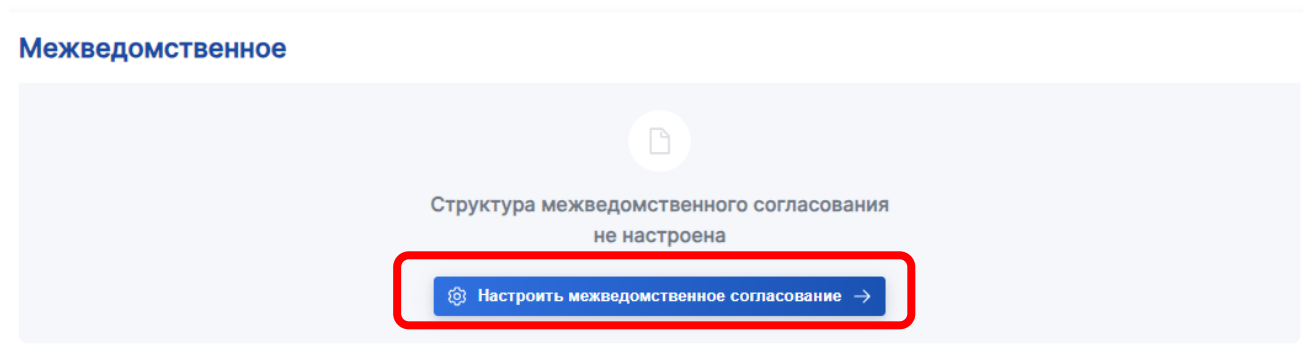 Межведомственное
Структура межведомственного согласования
не настроена
Настроить межведомственное согласование →